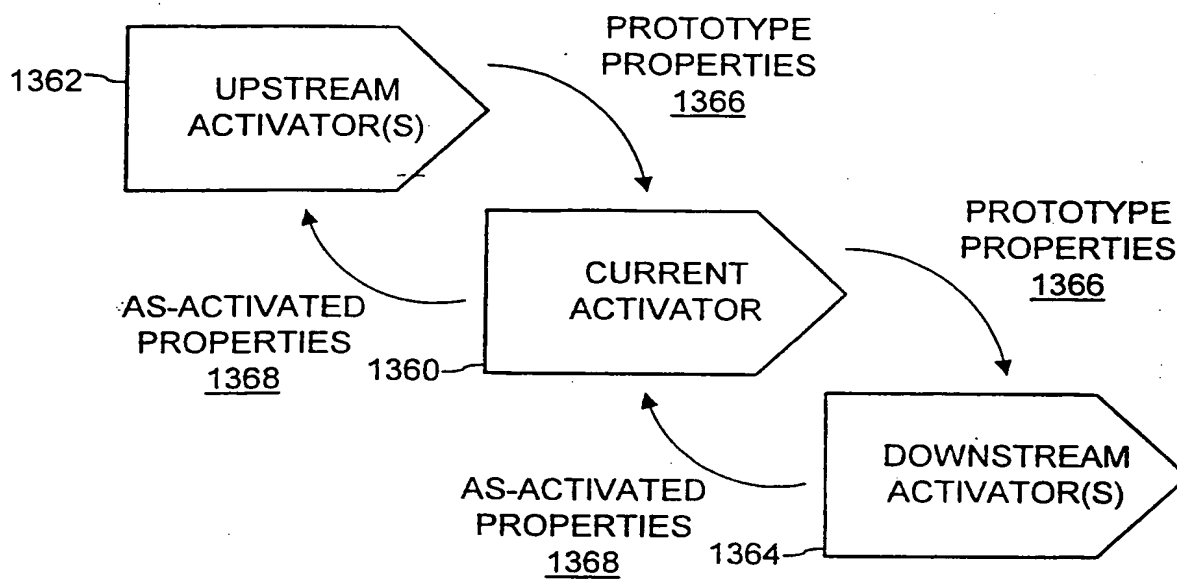 1362
UPSTREAM
ACTIVATOR(S)
PROTOTYPE
PROPERTIES
1366
CURRENT
ACTIVATOR
1360
AS-ACTIVATED
PROPERTIES
1368
PROTOTYPE
PROPERTIES
1366
DOWNSTREAM
ACTIVATOR(S)
1364
AS-ACTIVATED
PROPERTIES
1368